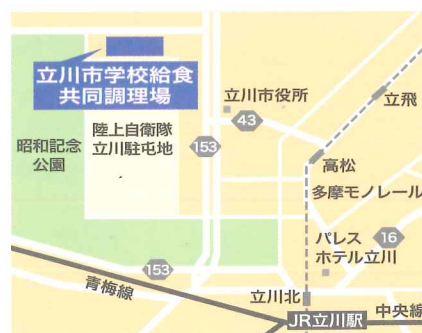 立川市学校給食
共同調理場
立川市役所
立飛
43
昭和記念
公園
陸上自衛隊
立川駐屯地
153
高松
多摩モノレール
16
パレス
ホテル立川
153
青梅線
立川北
JR立川駅
中央線